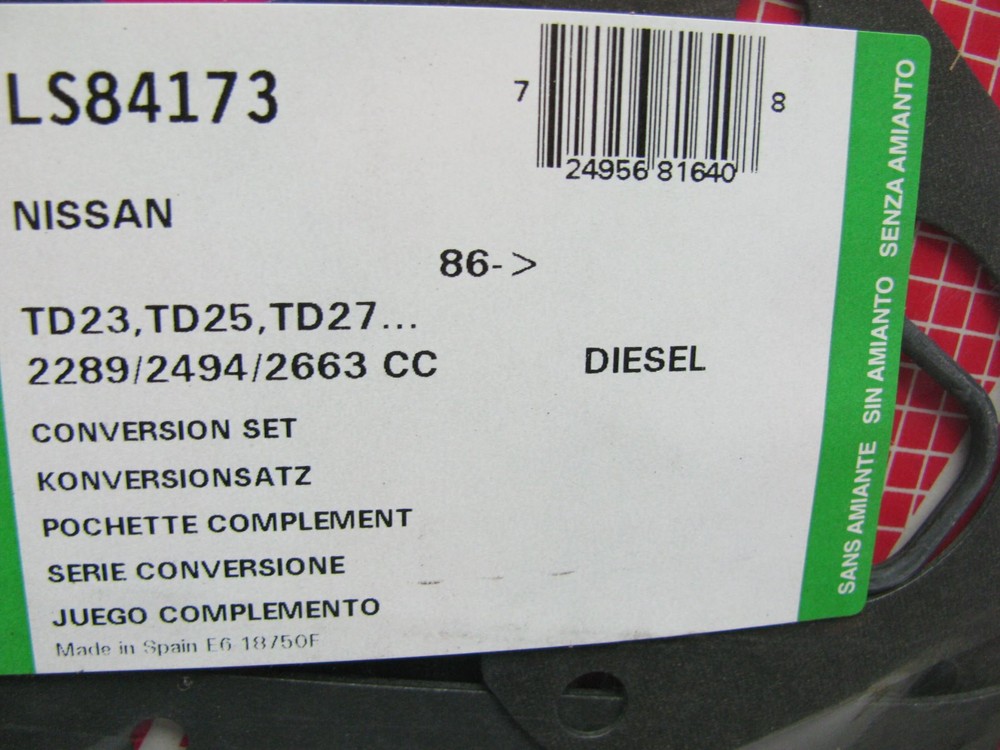 LS84173
7 24956 81640 8
NISSAN
86->
TD23,TD25,TD27...
2289/2494/2663 CC DIESEL
CONVERSION SET
KONVERSIONSATZ
POCHETTE COMPLEMENT
SERIE CONVERSIONE
JUEGO COMPLEMENTO
Made in Spain E6 18750F
SANS AMIANTE SIN AMIANTO SENZA AMIANTO